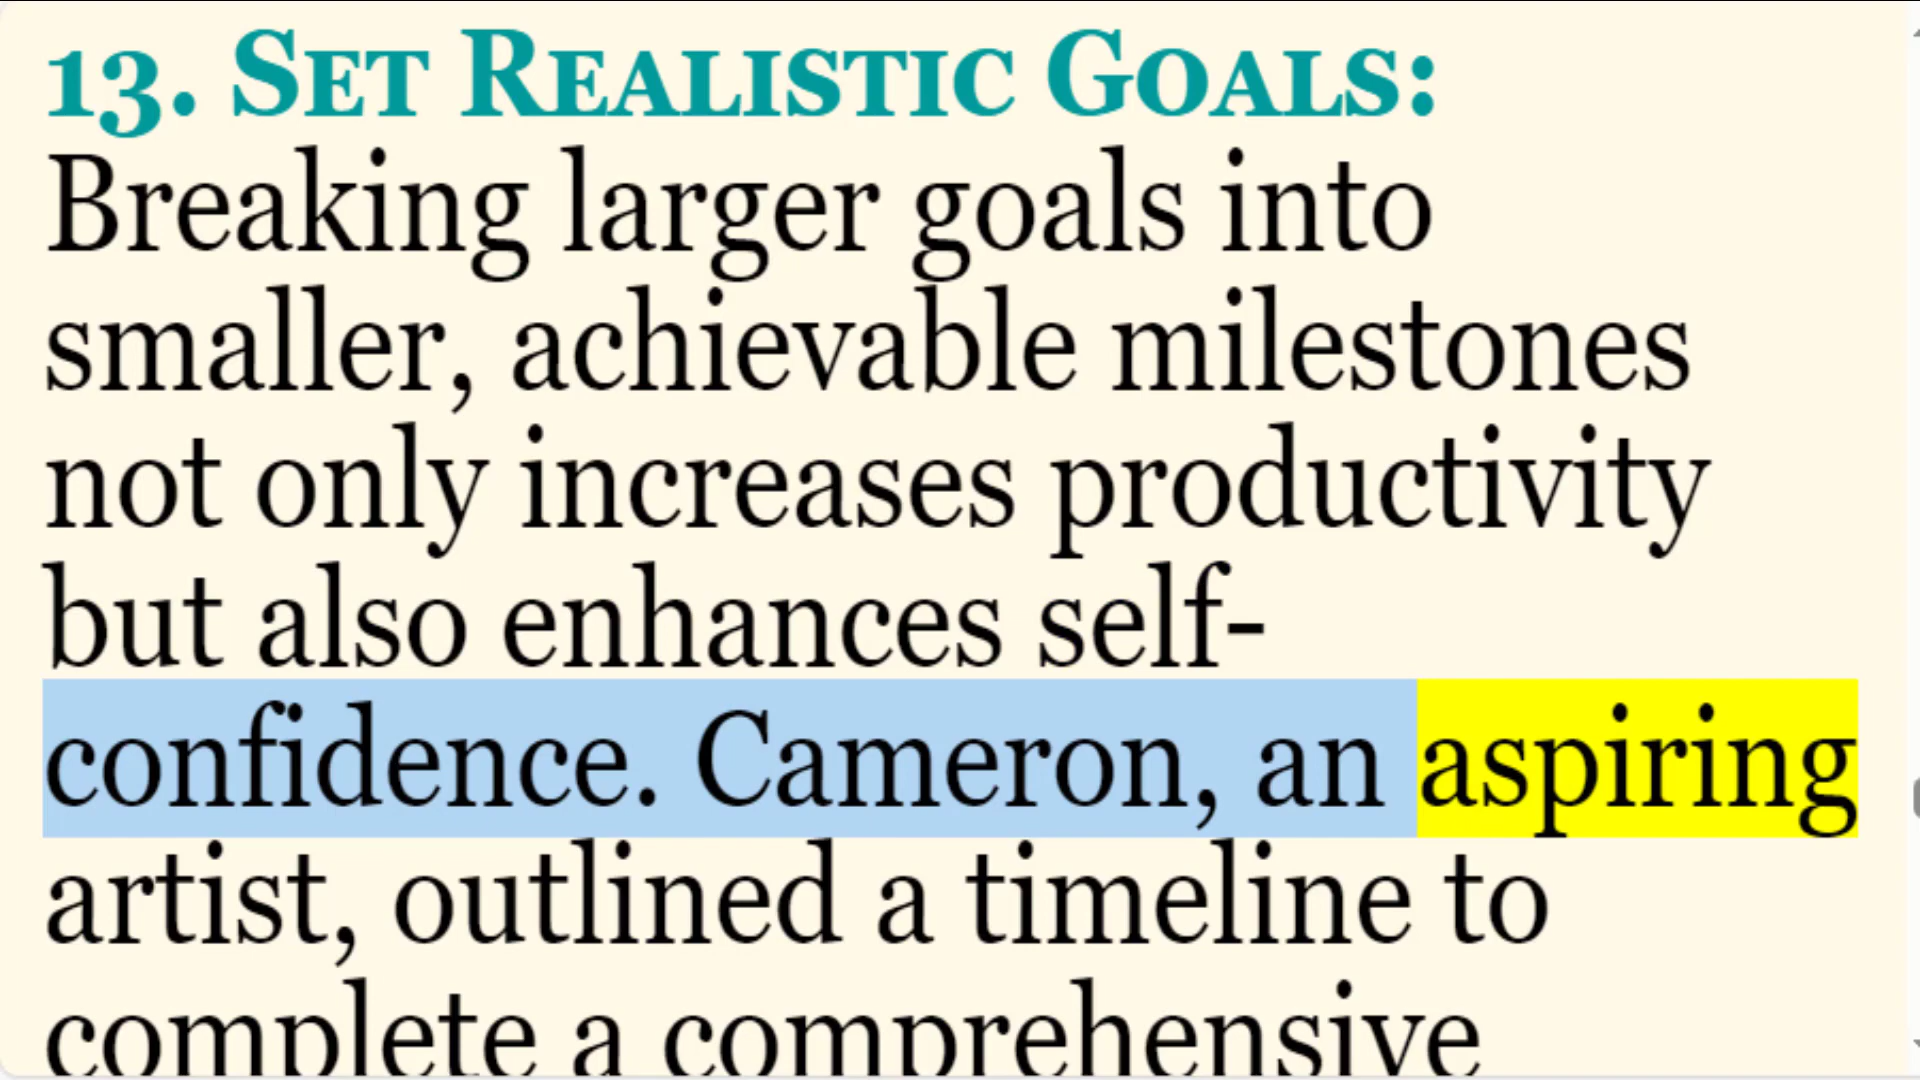 13. SET REALISTIC GOALS:
Breaking larger goals into
smaller, achievable milestones
not only increases productivity
but also enhances self-
confidence. Cameron, an aspiring
artist, outlined a timeline to
complete a comprehensive